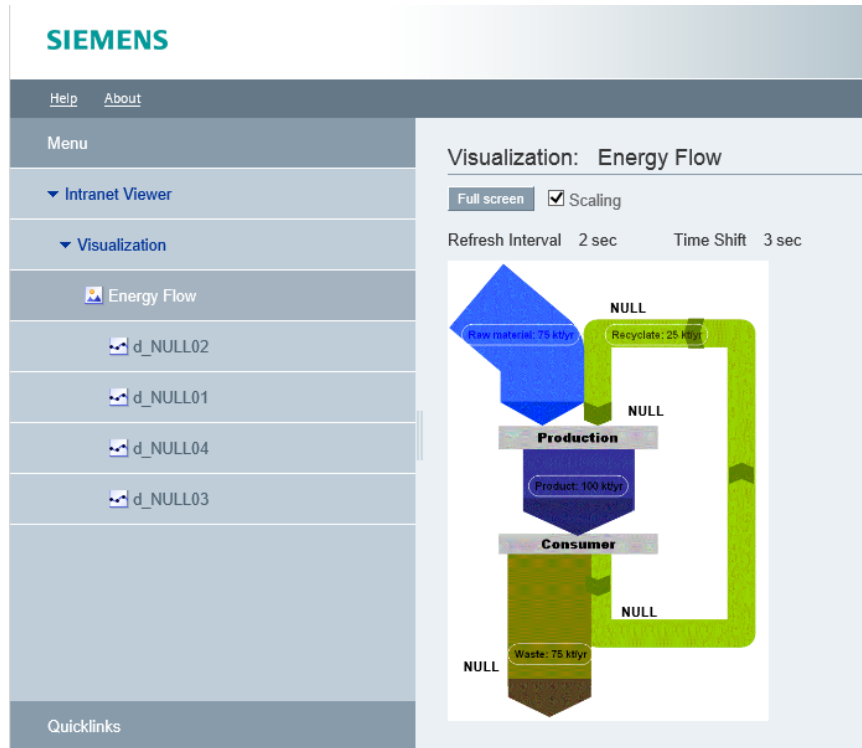 SIEMENS
Help About
Menu
Intranet Viewer
Visualization
Energy Flow
d_NULL02
d_NULL01
d_NULL04
d_NULL03
Quicklinks
Visualization: Energy Flow
Full screen Scaling
Refresh Interval 2 sec Time Shift 3 sec
NULL
Raw material: 75 kt/yr Recyclate: 25 kt/yr
NULL
Production
Product: 100 kt/yr
Consumer
NULL
Waste: 75 kt/yr
NULL